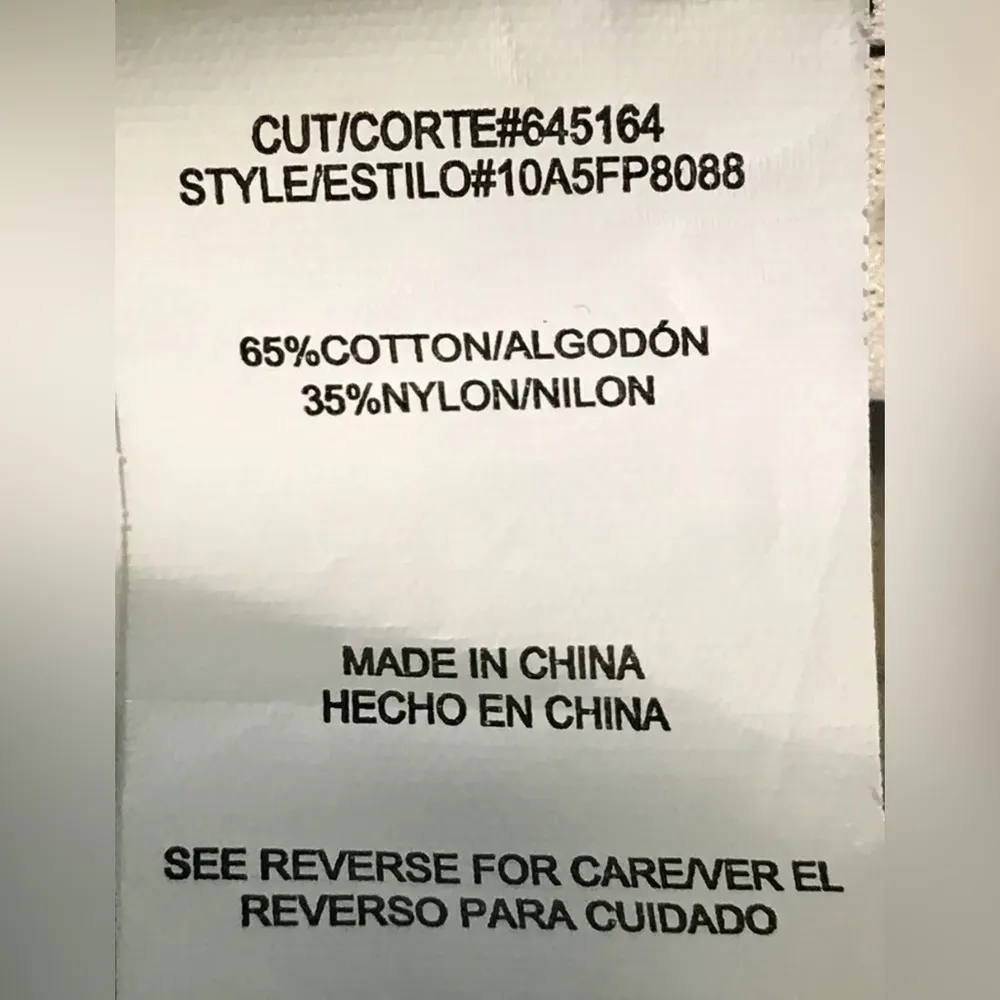 CUT/CORTE#645164
STYLE/ESTILO#10A5FP8088
65%COTTON/ALGODÓN
35%NYLON/NILON
MADE IN CHINA
HECHO EN CHINA
SEE REVERSE FOR CARE/VER EL
REVERSO PARA CUIDADO